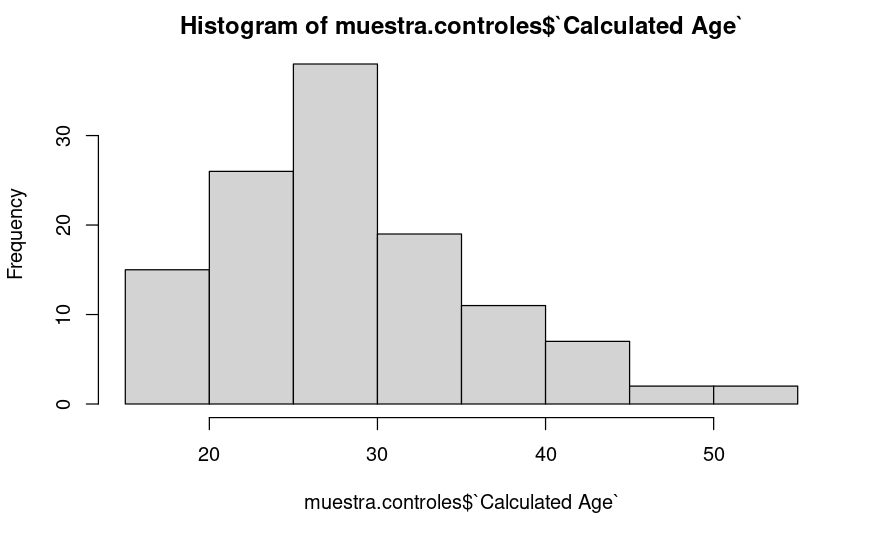 Histogram of muestra.controles$`Calculated Age`
Frequency
30
20
10
0
20 30 40 50
muestra.controles$`Calculated Age`